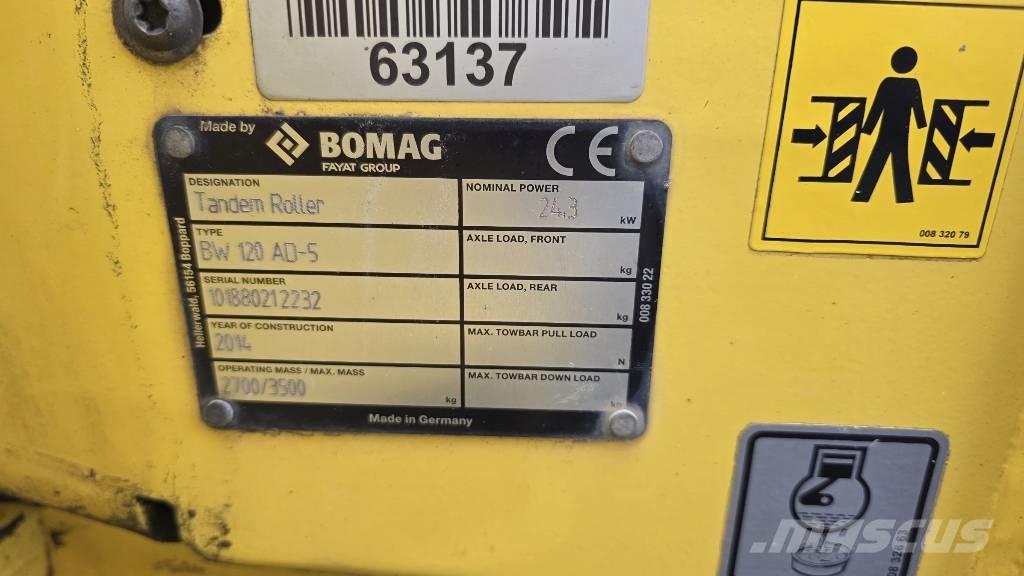 63137
Made by BOMAG
FAYAT GROUP
CE
DESIGNATION
Tandem Roller
TYPE
BW 120 AD-5
SERIAL NUMBER
101880212232
YEAR OF CONSTRUCTION
2014
OPERATING MASS / MAX. MASS
2700/3500
kg
NOMINAL POWER
24,3
kW
AXLE LOAD, FRONT
kg
AXLE LOAD, REAR
kg
MAX. TOWBAR PULL LOAD
N
MAX. TOWBAR DOWN LOAD
kg
Made in Germany
Hellerwald, 56154 Boppard
008 330 22
008 320 79
mascus